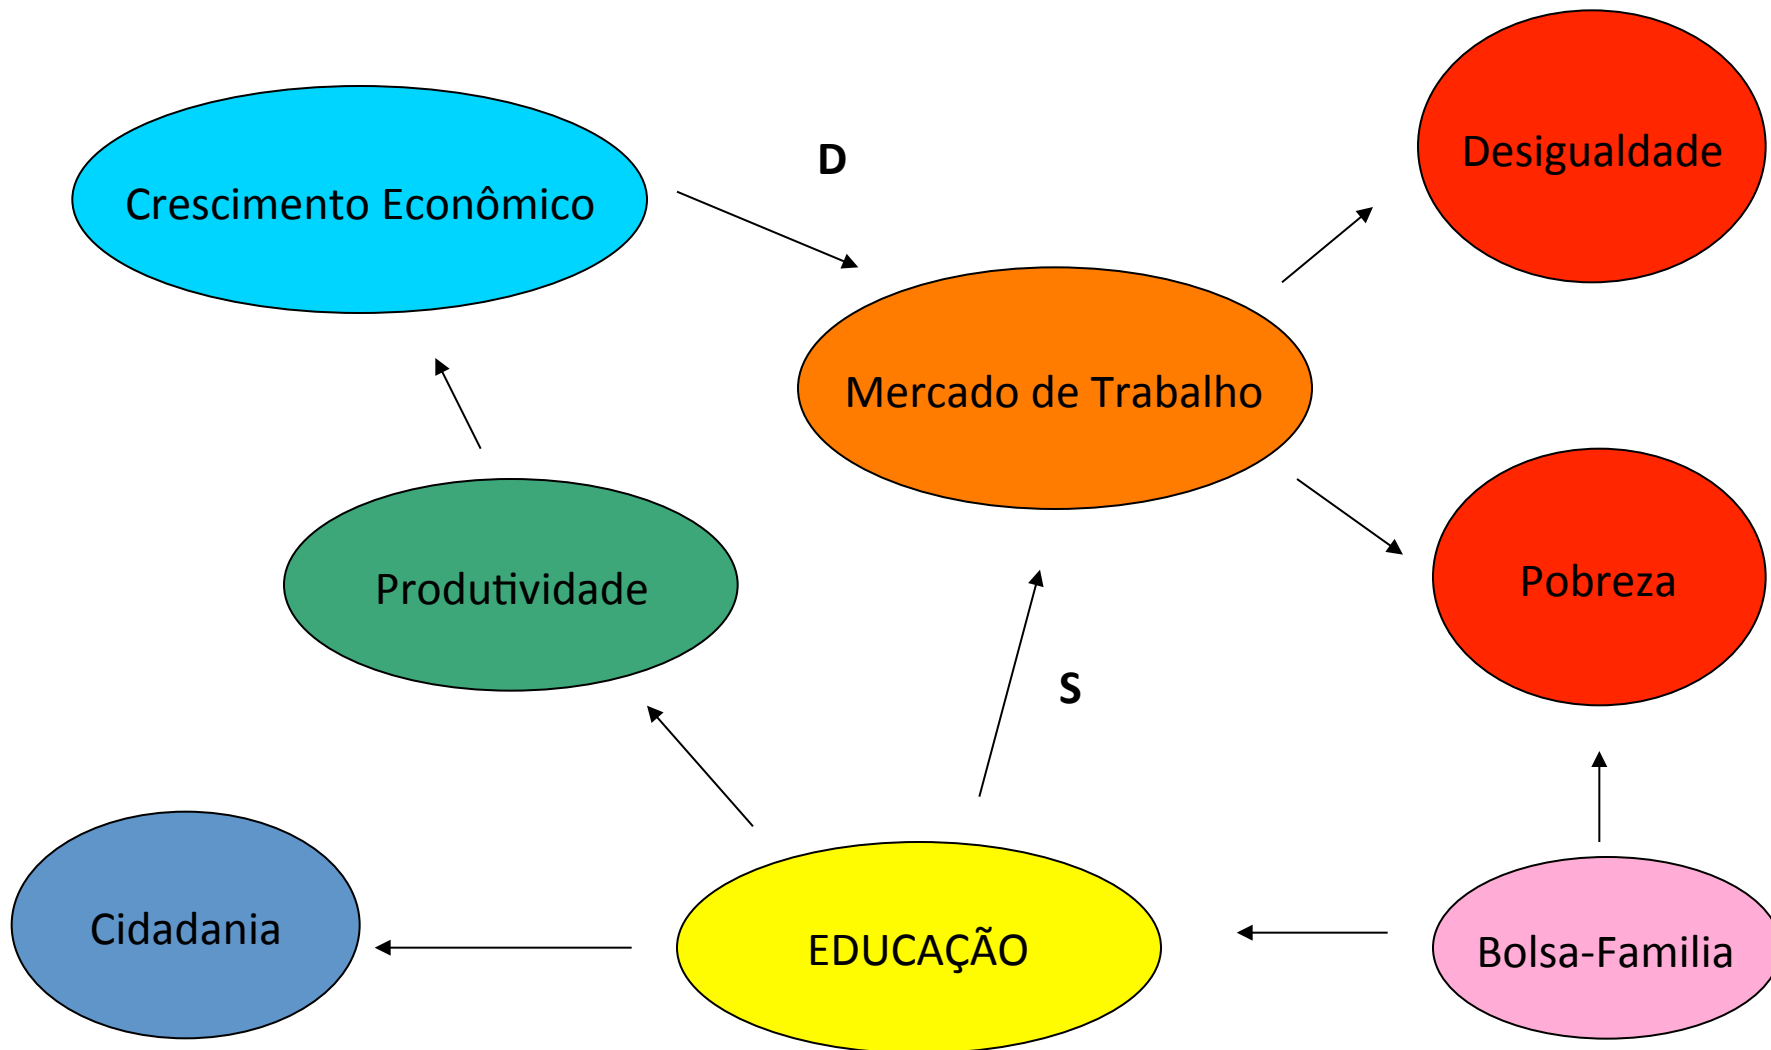 Desigualdade
D
Crescimento Econômico
Mercado de Trabalho
Produtividade
Pobreza
S
Cidadania
EDUCAÇÃO
Bolsa-Familia